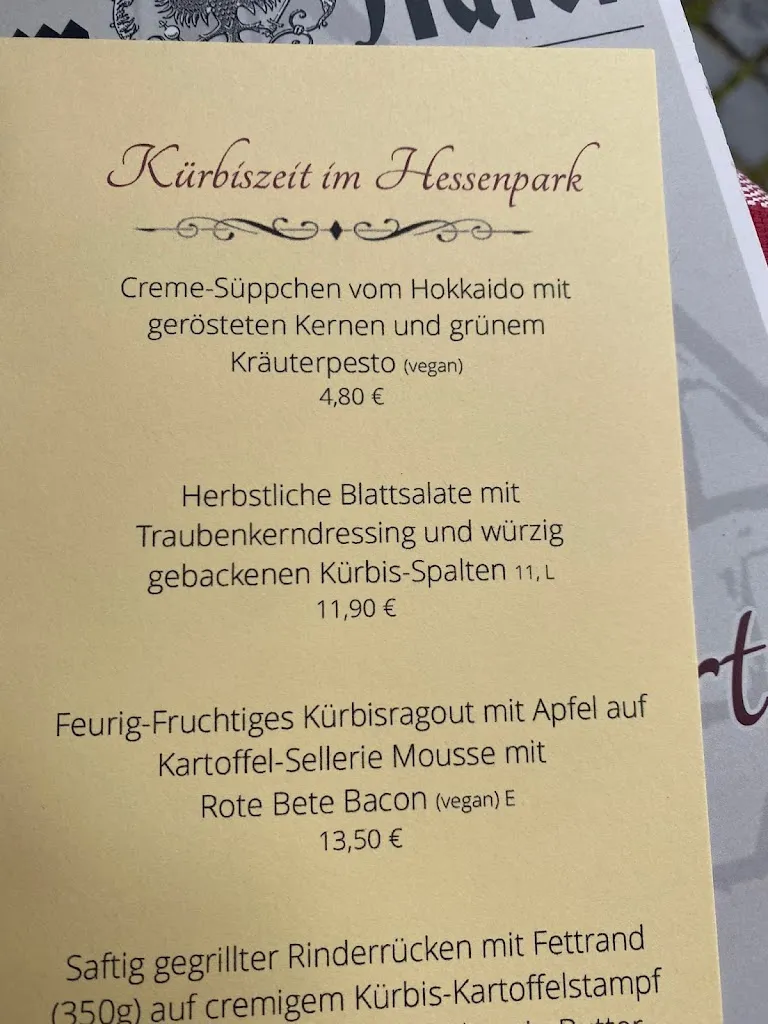 Kürbiszeit im Hessenpark
Creme-Süppchen vom Hokkaido mit
gerösteten Kernen und grünem
Kräuterpesto (vegan)
4,80 €
Herbstliche Blattsalate mit
Traubenkerndressing und würzig
gebackenen Kürbis-Spalten 11, L
11,90 €
Feurig-Fruchtiges Kürbisragout mit Apfel auf
Kartoffel-Sellerie Mousse mit
Rote Bete Bacon (vegan) E
13,50 €
Saftig gegrillter Rinderrücken mit Fettrand
(350g) auf cremigem Kürbis-Kartoffelstampf
Butter